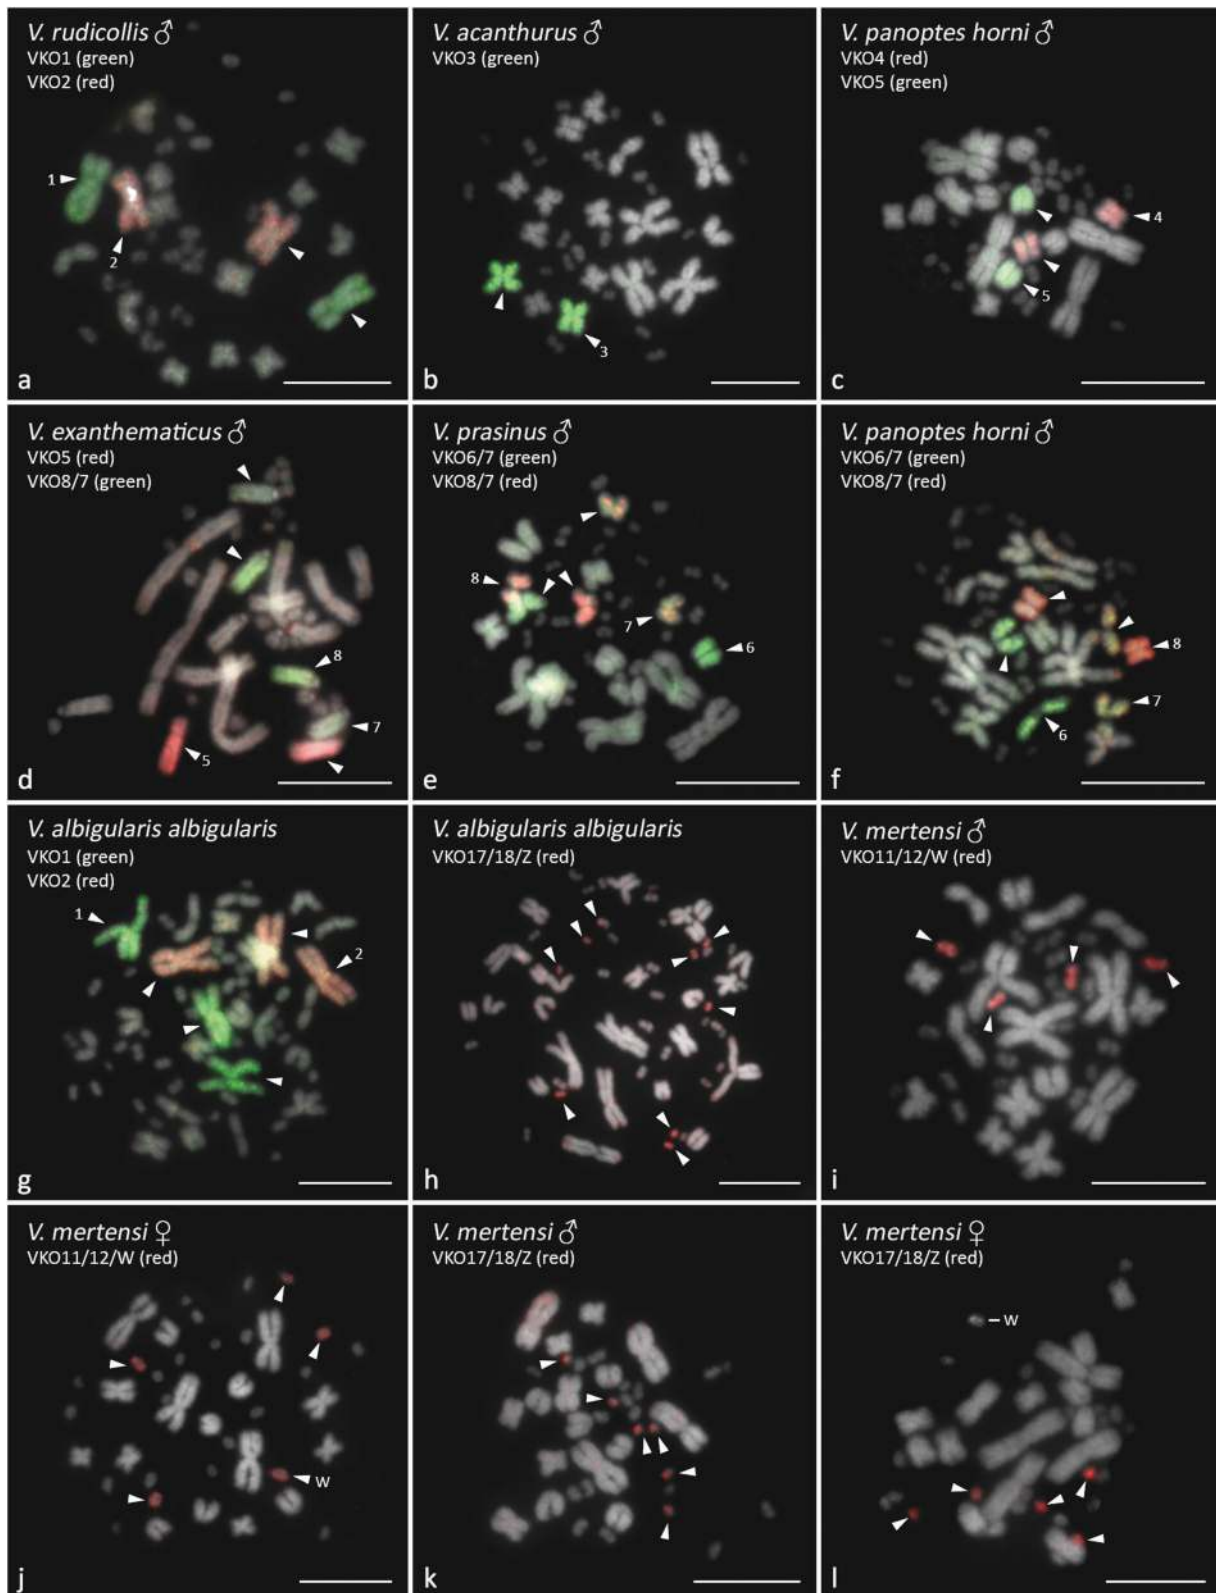 V. rudicollis ♂
VKO1 (green)
VKO2 (red)
1
2
a
V. acanthurus ♂
VKO3 (green)
3
b
V. panoptes horni ♂
VKO4 (red)
VKO5 (green)
4
5
c
V. exanthematicus ♂
VKO5 (red)
VKO8/7 (green)
8
7
5
d
V. prasinus ♂
VKO6/7 (green)
VKO8/7 (red)
8
7
6
e
V. panoptes horni ♂
VKO6/7 (green)
VKO8/7 (red)
8
7
6
f
V. albigularis albigularis
VKO1 (green)
VKO2 (red)
1
2
g
V. albigularis albigularis
VKO17/18/Z (red)
h
V. mertensi ♂
VKO11/12/W (red)
i
V. mertensi ♀
VKO11/12/W (red)
W
j
V. mertensi ♂
VKO17/18/Z (red)
k
V. mertensi ♀
VKO17/18/Z (red)
W
l